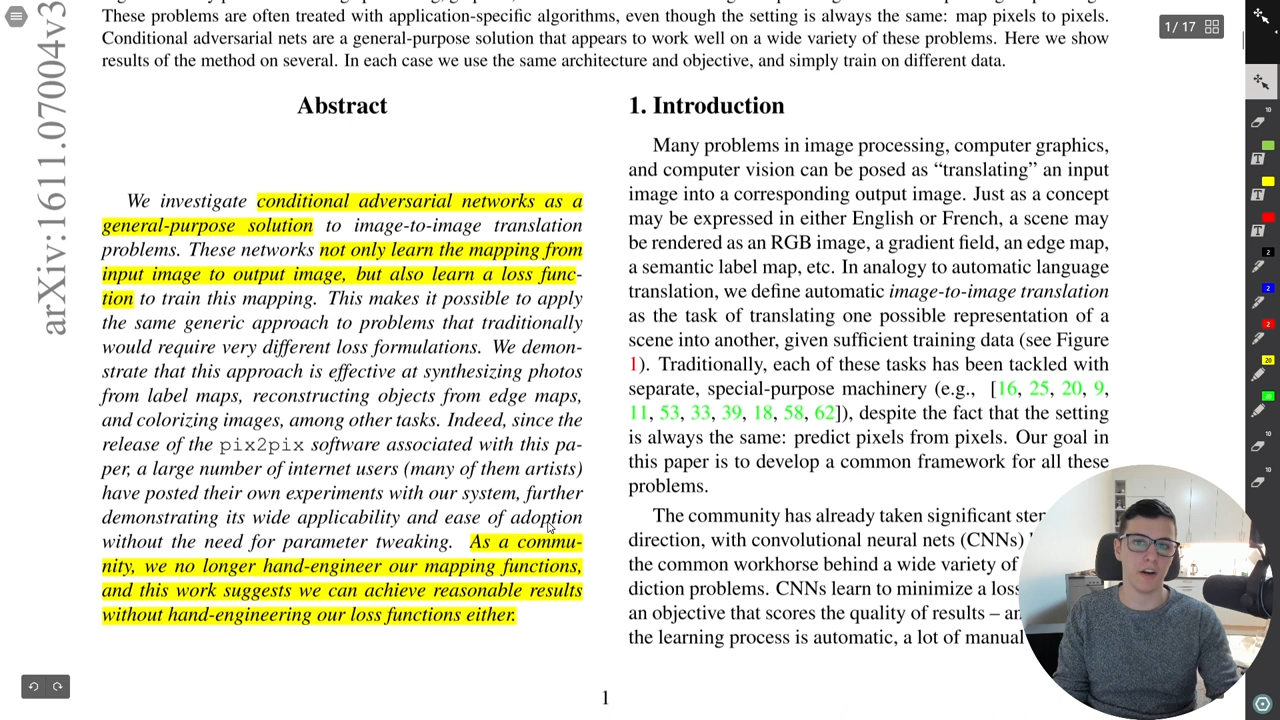 These problems are often treated with application-specific algorithms, even though the setting is always the same: map pixels to pixels.
Conditional adversarial nets are a general-purpose solution that appears to work well on a wide variety of these problems. Here we show
results of the method on several. In each case we use the same architecture and objective, and simply train on different data.
1 / 17
arXiv:1611.07004v3
Abstract
We investigate conditional adversarial networks as a
general-purpose solution to image-to-image translation
problems. These networks not only learn the mapping from
input image to output image, but also learn a loss func-
tion to train this mapping. This makes it possible to apply
the same generic approach to problems that traditionally
would require very different loss formulations. We demon-
strate that this approach is effective at synthesizing photos
from label maps, reconstructing objects from edge maps,
and colorizing images, among other tasks. Indeed, since the
release of the pix2pix software associated with this pa-
per, a large number of internet users (many of them artists)
have posted their own experiments with our system, further
demonstrating its wide applicability and ease of adoption
without the need for parameter tweaking. As a commu-
nity, we no longer hand-engineer our mapping functions,
and this work suggests we can achieve reasonable results
without hand-engineering our loss functions either.
1. Introduction
Many problems in image processing, computer graphics,
and computer vision can be posed as “translating” an input
image into a corresponding output image. Just as a concept
may be expressed in either English or French, a scene may
be rendered as an RGB image, a gradient field, an edge map,
a semantic label map, etc. In analogy to automatic language
translation, we define automatic image-to-image translation
as the task of translating one possible representation of a
scene into another, given sufficient training data (see Figure
1). Traditionally, each of these tasks has been tackled with
separate, special-purpose machinery (e.g., [16, 25, 20, 9,
11, 53, 33, 39, 18, 58, 62]), despite the fact that the setting
is always the same: predict pixels from pixels. Our goal in
this paper is to develop a common framework for all these
problems.
The community has already taken significant
direction, with convolutional neural nets (CNNs)
the common workhorse behind a wide variety of
diction problems. CNNs learn to minimize a loss
an objective that scores the quality of results –
the learning process is automatic, a lot of manual
1
10
T
T
T
2
2
2
20
10
10